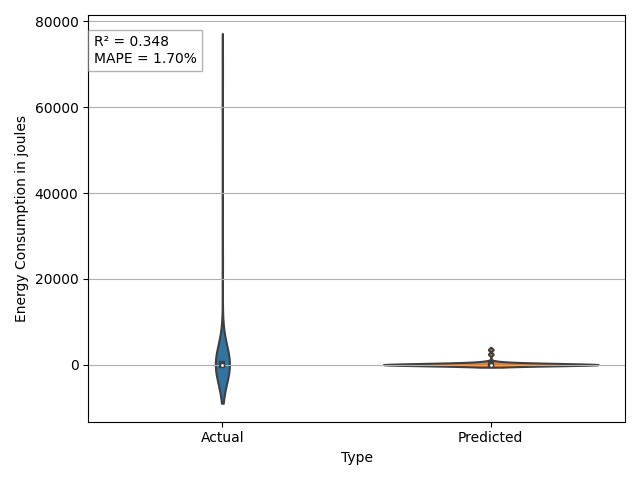 80000
R² = 0.348
MAPE = 1.70%
60000
40000
20000
0
Energy Consumption in joules
Actual
Predicted
Type